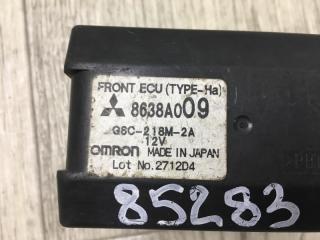 FRONT ECU (TYPE-Ha)
8638A009
G8C-218M-2A
12V
OMRON MADE IN JAPAN
Lot No.2712D4
85283